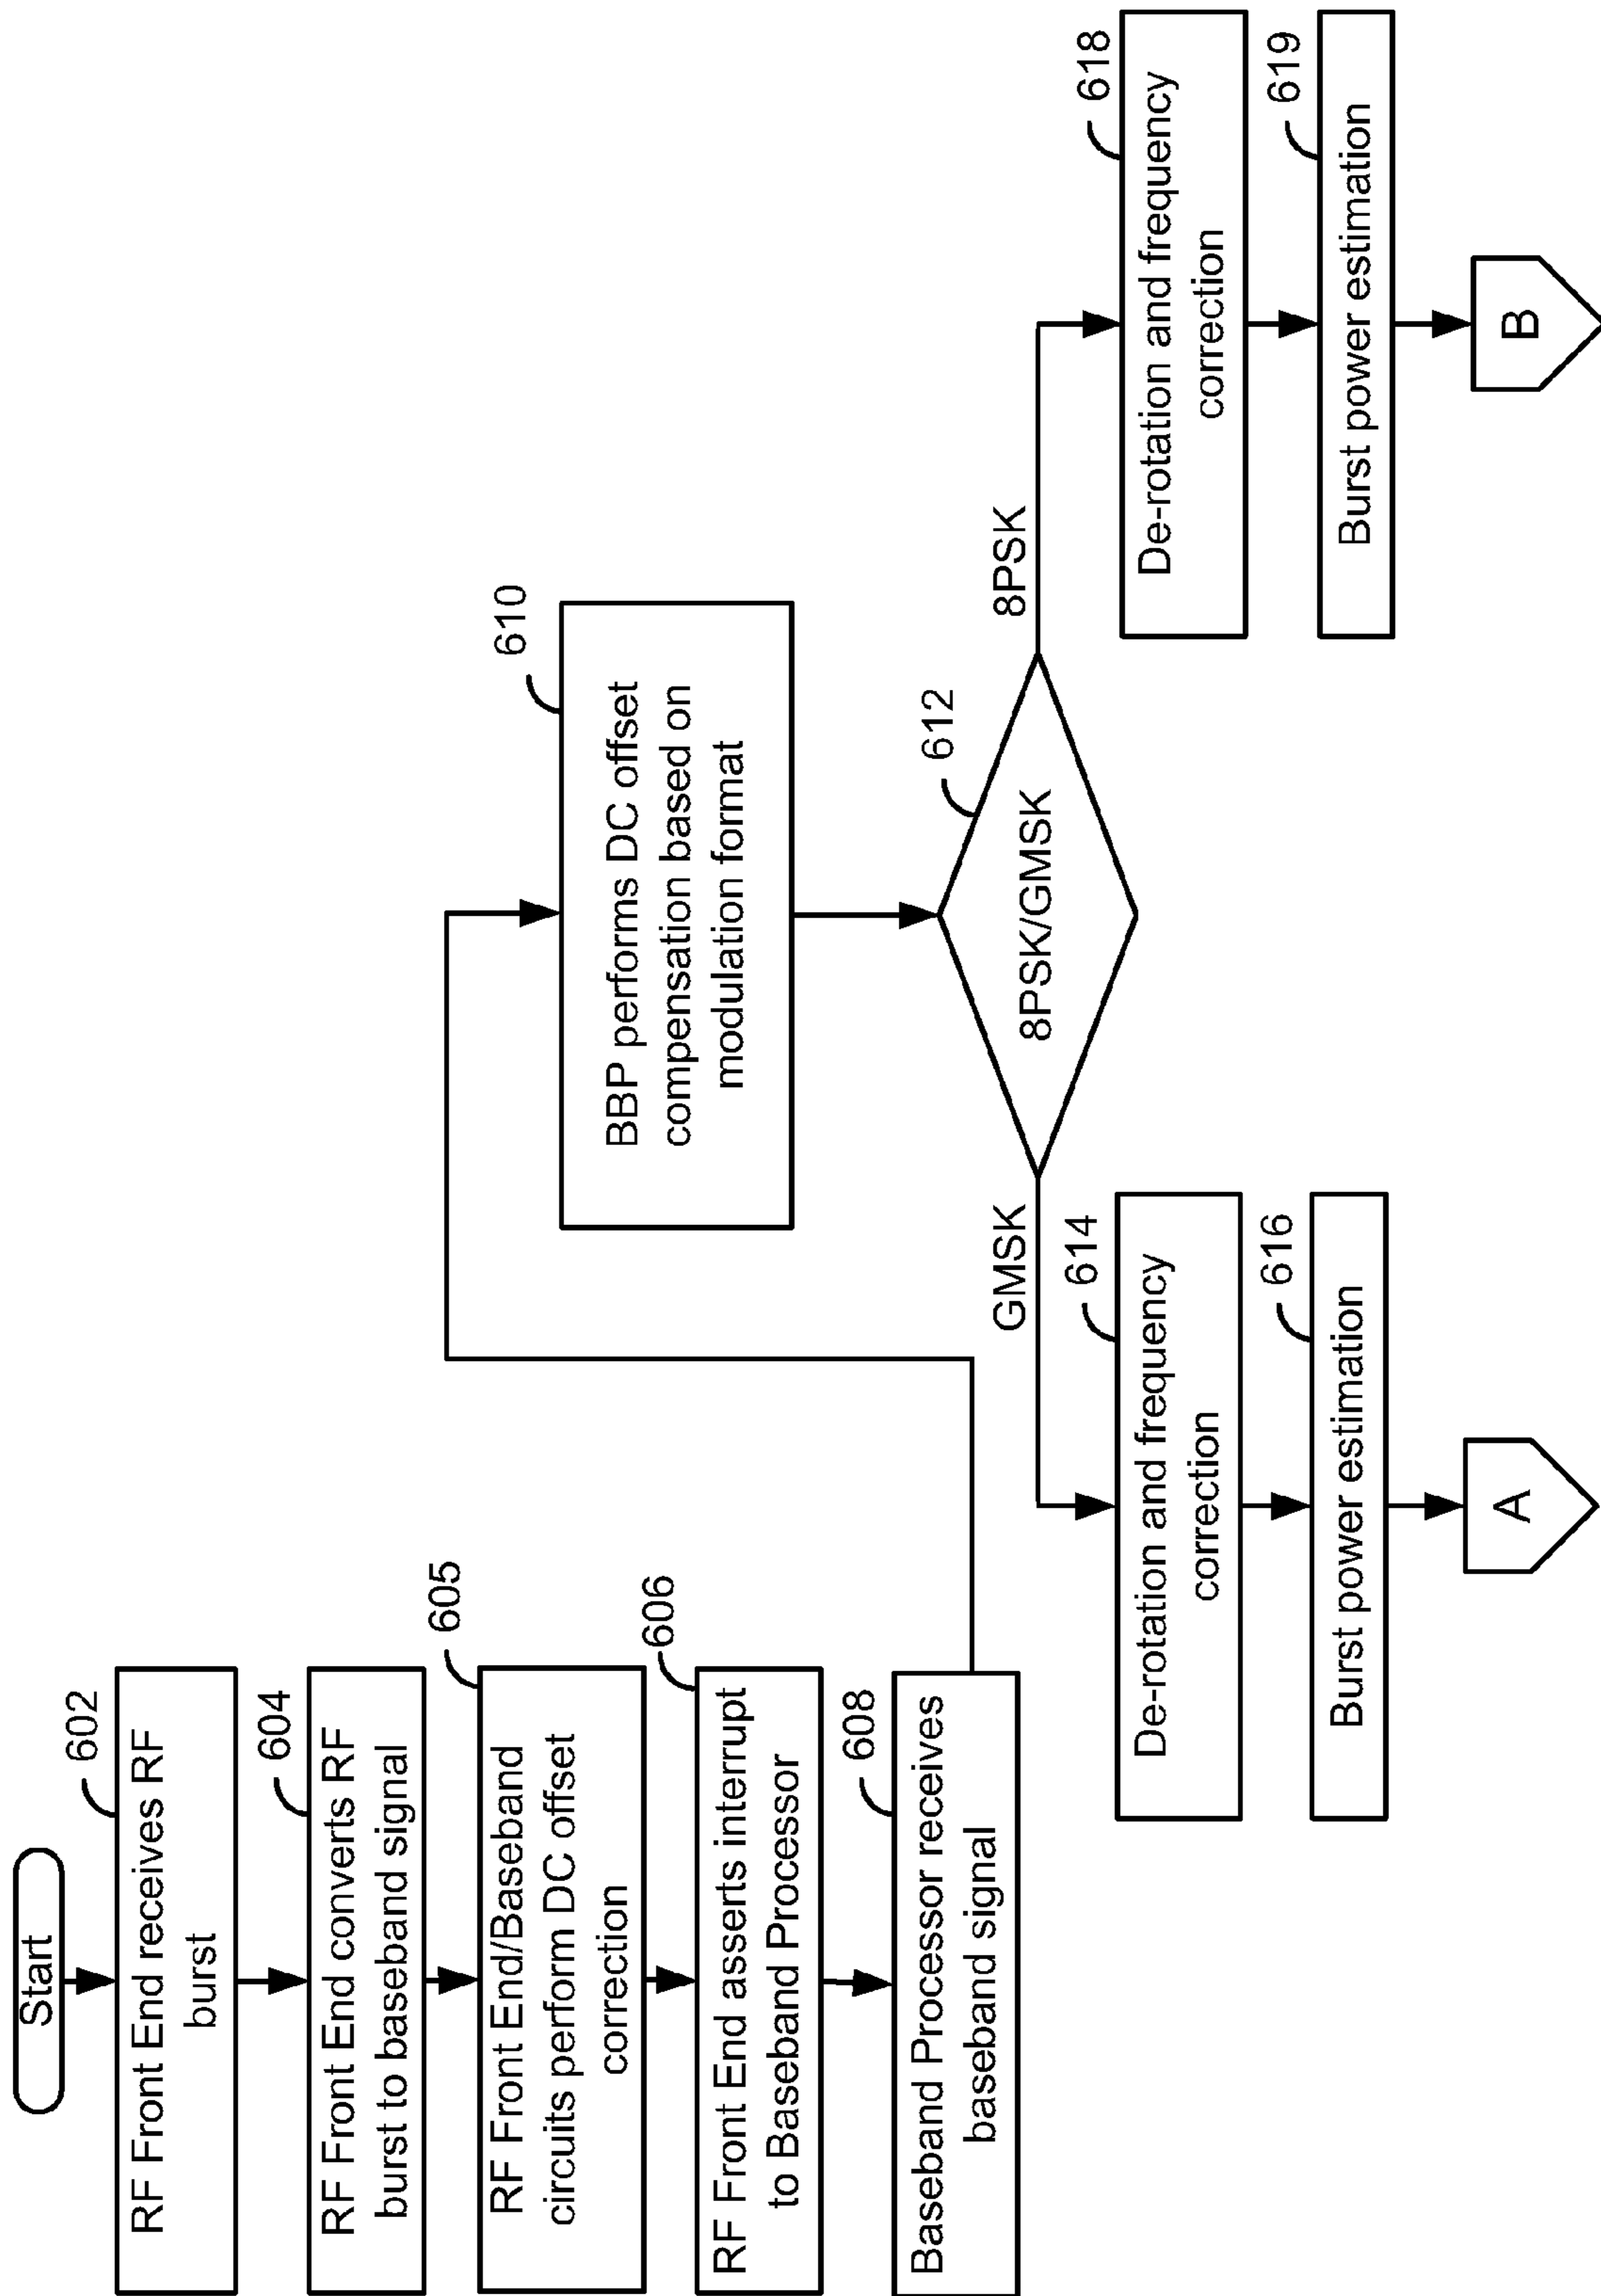 Start
602
RF Front End receives RF
burst
604
RF Front End converts RF
burst to baseband signal
605
RF Front End/Baseband
circuits perform DC offset
correction
606
RF Front End asserts interrupt
to Baseband Processor
608
Baseband Processor receives
baseband signal
610
BBP performs DC offset
compensation based on
modulation format
612
8PSK/GMSK
GMSK
614
De-rotation and frequency
correction
616
Burst power estimation
A
8PSK
618
De-rotation and frequency
correction
619
Burst power estimation
B